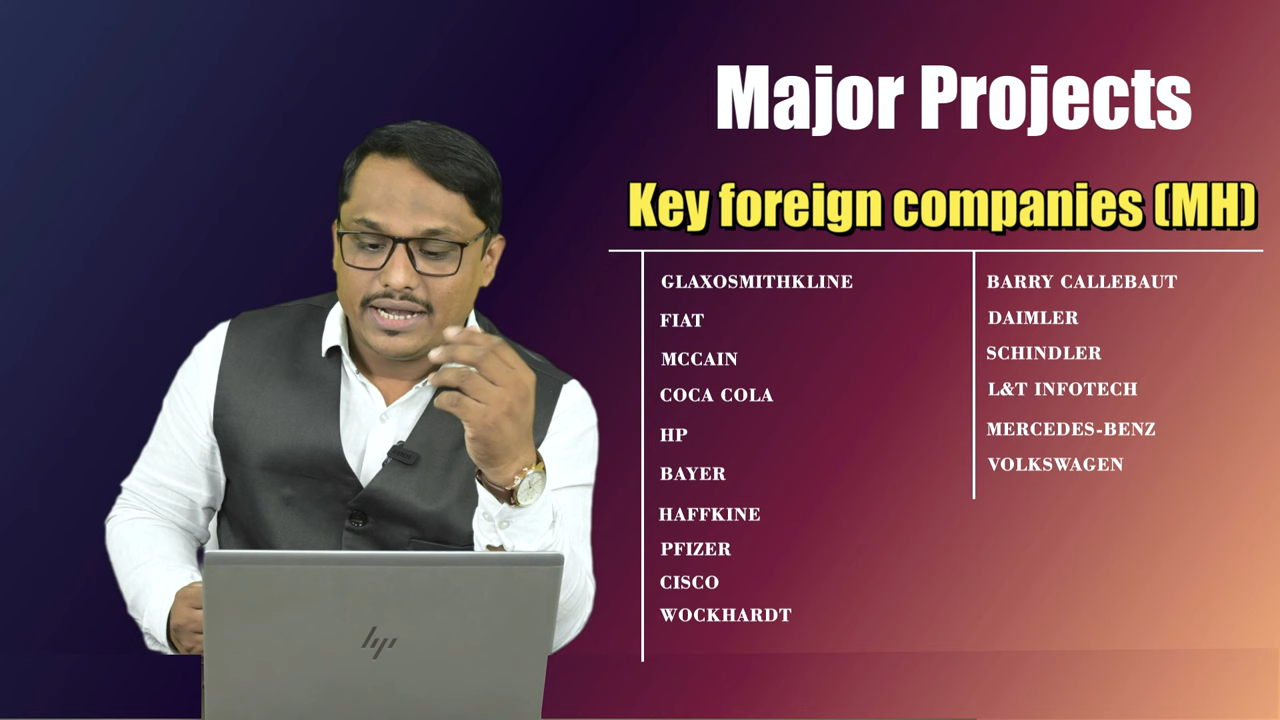 Major Projects
Key foreign companies (MH)
GLAXOSMITHKLINE
FIAT
MCCAIN
COCA COLA
HP
BAYER
HAFFKINE
PFIZER
CISCO
WOCKHARDT
BARRY CALLEBAUT
DAIMLER
SCHINDLER
L&T INFOTECH
MERCEDES-BENZ
VOLKSWAGEN
hp